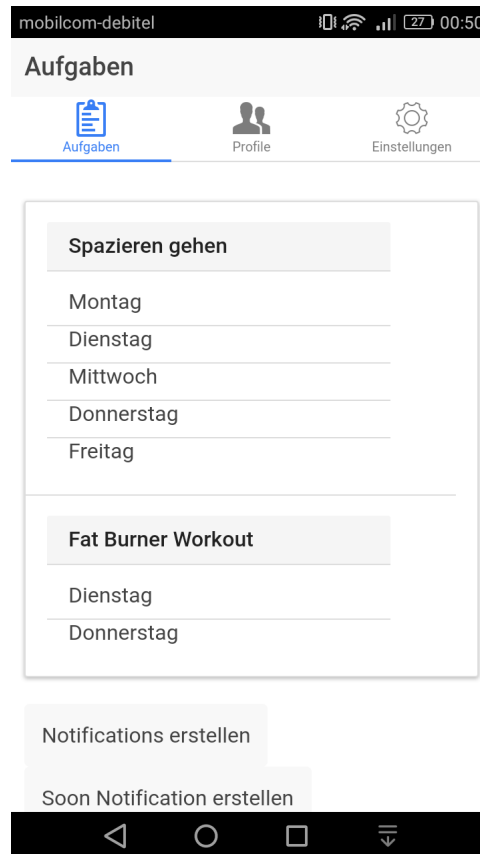 mobilcom-debitel 27 00:50
Aufgaben
Aufgaben Profile Einstellungen
Spazieren gehen
Montag
Dienstag
Mittwoch
Donnerstag
Freitag
Fat Burner Workout
Dienstag
Donnerstag
Notifications erstellen
Soon Notification erstellen